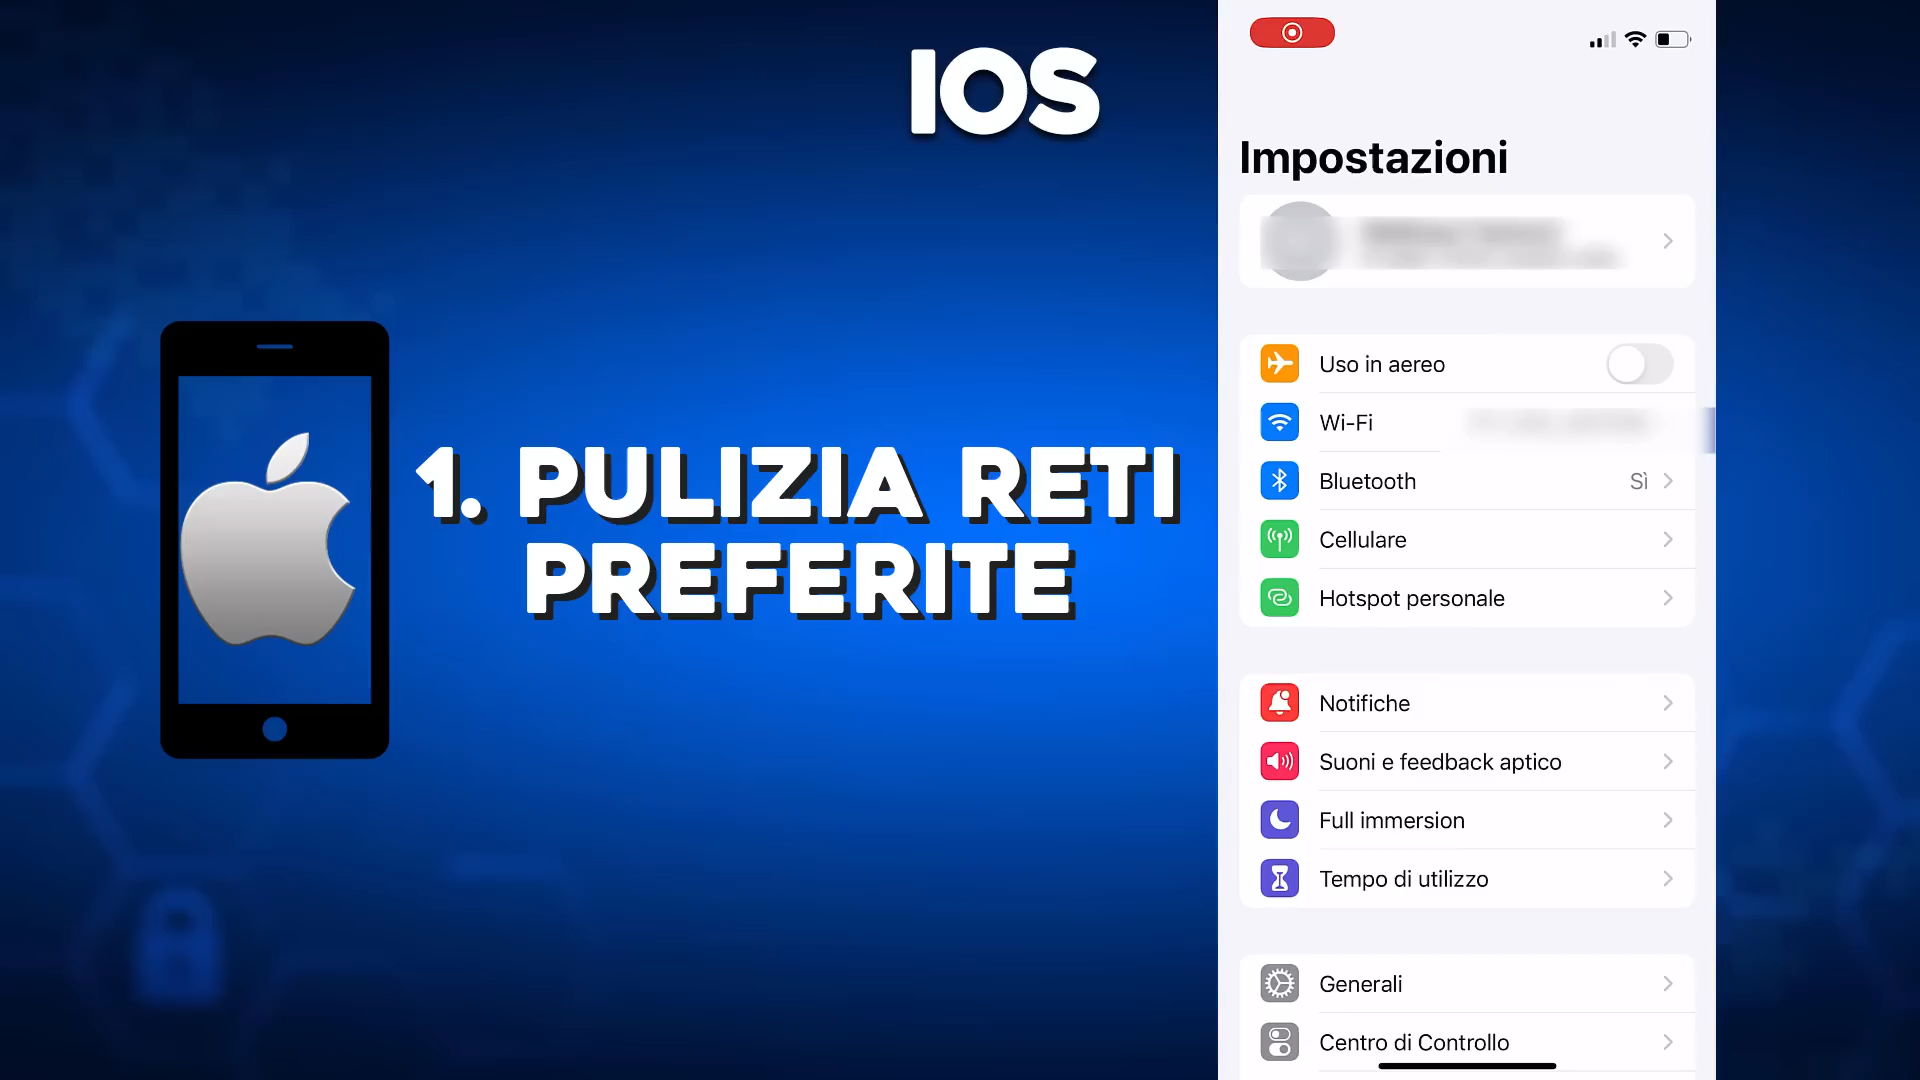 IOS
1. PULIZIA RETI
PREFERITE
Impostazioni
Uso in aereo
Wi-Fi
Bluetooth Sì
Cellulare
Hotspot personale
Notifiche
Suoni e feedback aptico
Full immersion
Tempo di utilizzo
Generali
Centro di Controllo